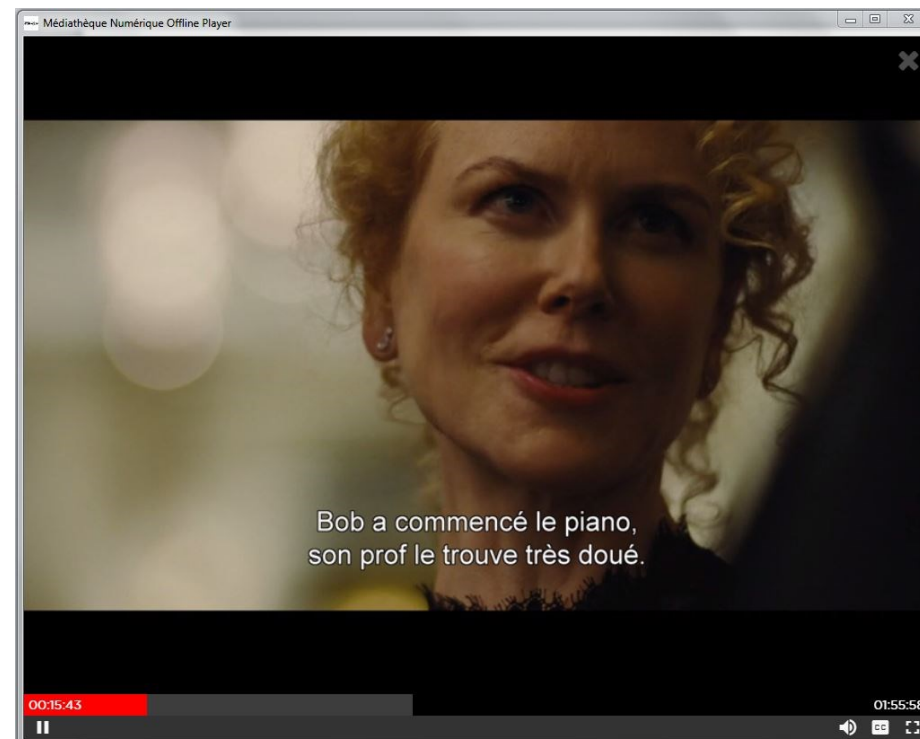 Médiathèque Numérique Offline Player
Bob a commencé le piano,
son prof le trouve très doué.
00:15:43
01:55:58
CC